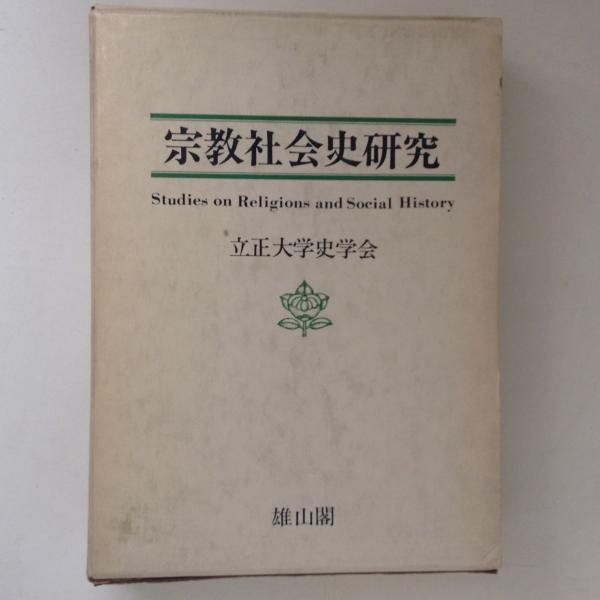 宗教社会史研究
Studies on Religions and Social History
立正大学史学会
雄山閣